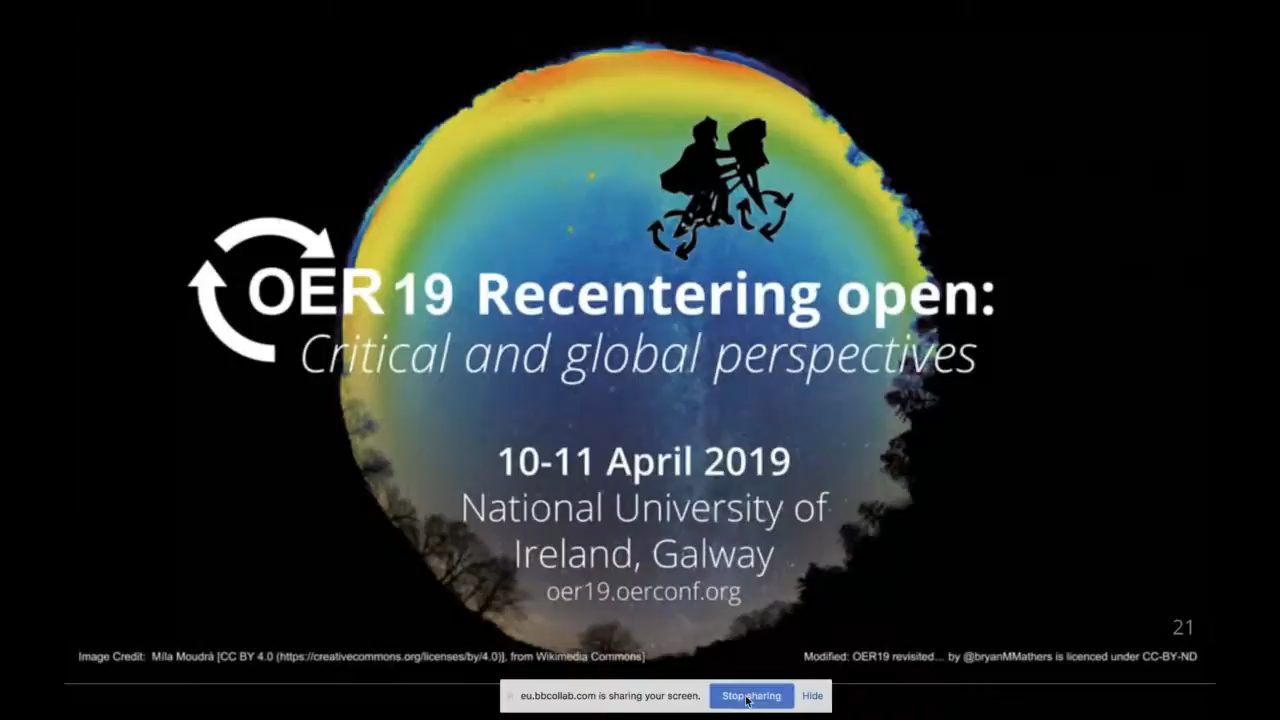 OER19 Recentering open:
Critical and global perspectives
10-11 April 2019
National University of
Ireland, Galway
oer19.oerconf.org
21
Image Credit: Míla Moudrá [CC BY 4.0 (https://creativecommons.org/licenses/by/4.0)], from Wikimedia Commons]
Modified: OER19 revisited... by @bryanMMathers is licenced under CC-BY-ND
eu.bbcollab.com is sharing your screen. Stop sharing Hide